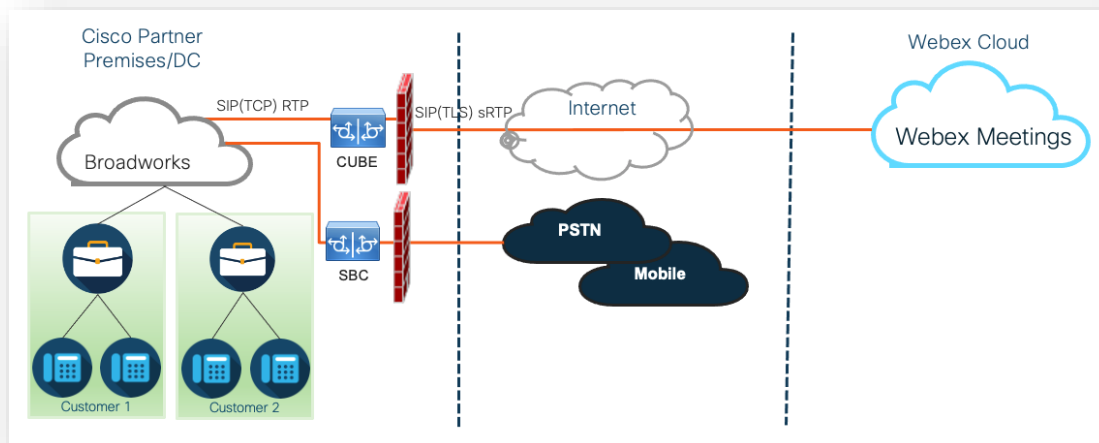 Cisco Partner
Premises/DC
Webex Cloud
SIP(TCP) RTP
SIP(TLS) sRTP
Internet
Webex Meetings
Broadworks
CUBE
PSTN
SBC
Mobile
Customer 1
Customer 2